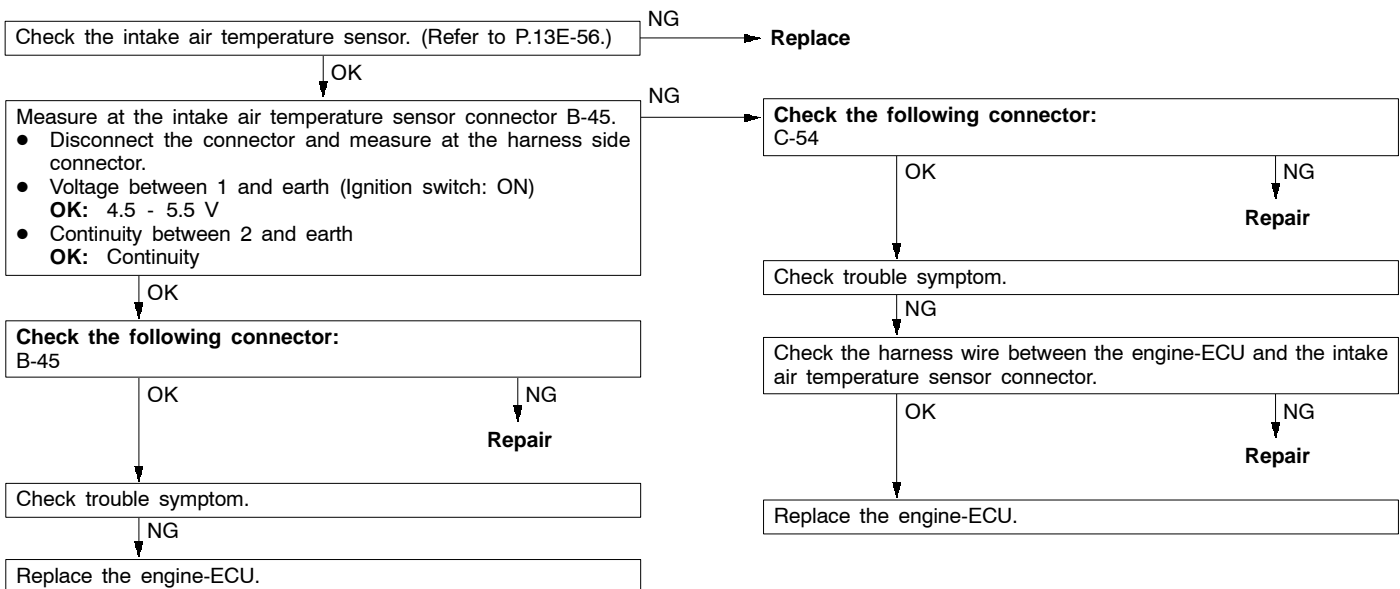 Check the intake air temperature sensor. (Refer to P.13E-56.)
NG
Replace
OK
Measure at the intake air temperature sensor connector B-45.
● Disconnect the connector and measure at the harness side
connector.
● Voltage between 1 and earth (Ignition switch: ON)
OK: 4.5 - 5.5 V
● Continuity between 2 and earth
OK: Continuity
NG
OK
Check the following connector:
B-45
OK
NG
Repair
Check trouble symptom.
NG
Replace the engine-ECU.
Check the following connector:
C-54
OK
NG
Repair
Check trouble symptom.
NG
Check the harness wire between the engine-ECU and the intake
air temperature sensor connector.
OK
NG
Repair
Replace the engine-ECU.